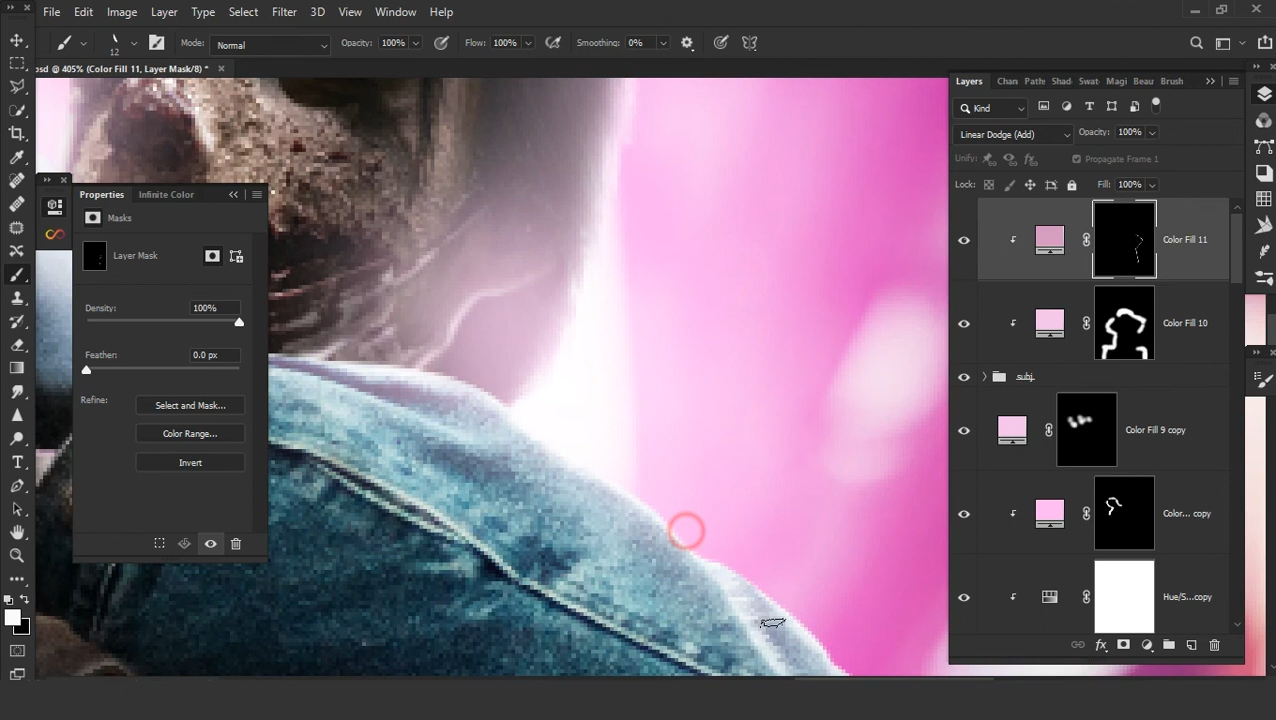 File Edit Image Layer Type Select Filter 3D View Window Help
12 Mode: Normal Opacity: 100% Flow: 100% Smoothing: 0%
psd @ 405% (Color Fill 11, Layer Mask/8) * ×
Layers Chan Pathe Shad Swat Magi Beau Brush
Kind
Linear Dodge (Add) Opacity: 100%
Unify: Propagate Frame 1
Lock: Fill: 100%
Color Fill 11
Color Fill 10
subj.
Color Fill 9 copy
Color... copy
Hue/S...copy
fx
Properties Infinite Color
Masks
Layer Mask
Density: 100%
Feather: 0.0 px
Refine: Select and Mask...
Color Range...
Invert